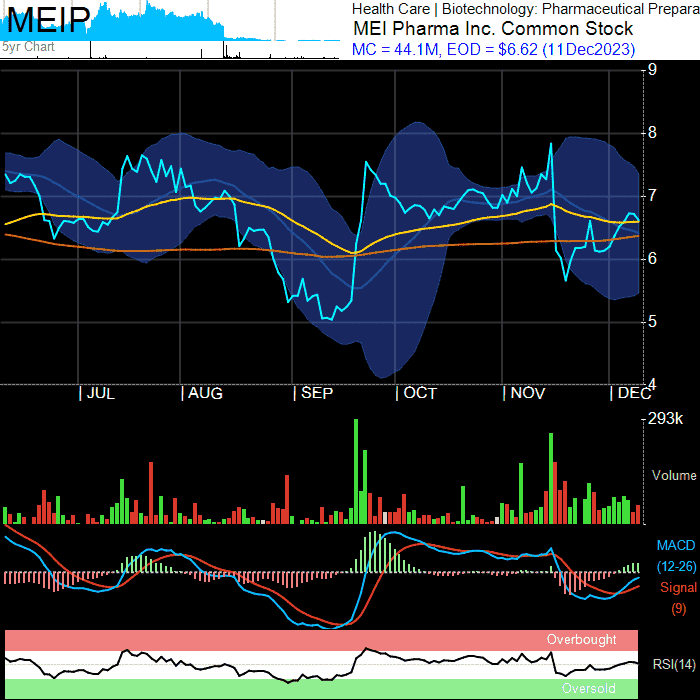 MEIP
Health Care | Biotechnology: Pharmaceutical Prepara
MEI Pharma Inc. Common Stock
5yr Chart
MC = 44.1M, EOD = $6.62 (11Dec2023)
9
8
7
6
5
4
| JUL | AUG | SEP | OCT | NOV | DEC
293k
Volume
MACD
(12-26)
Signal
(9)
Overbought
RSI(14)
Oversold